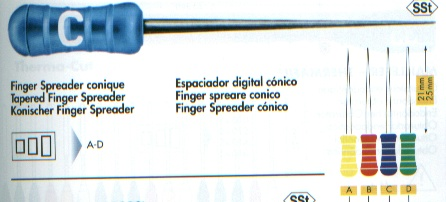 C
SSt
Finger Spreader conique
Tapered Finger Spreader
Konischer Finger Spreader
Espaciador digital cónico
Finger spreare conico
Finger Spreader cónico
A-D
21 mm
25 mm
A B C D
SSt